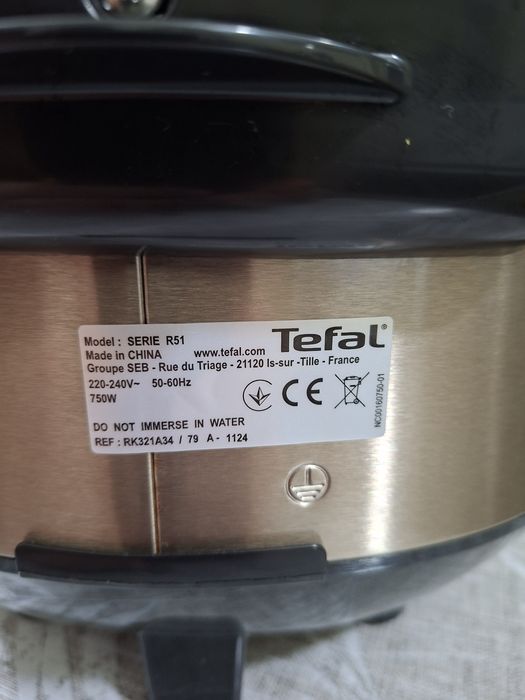 Tefal®
Model : SERIE R51
Made in CHINA www.tefal.com
Groupe SEB - Rue du Triage - 21120 Is-sur -Tille - France
220-240V~ 50-60Hz
750W
CE
DO NOT IMMERSE IN WATER
REF : RK321A34 / 79 A - 1124
NC00160750-01